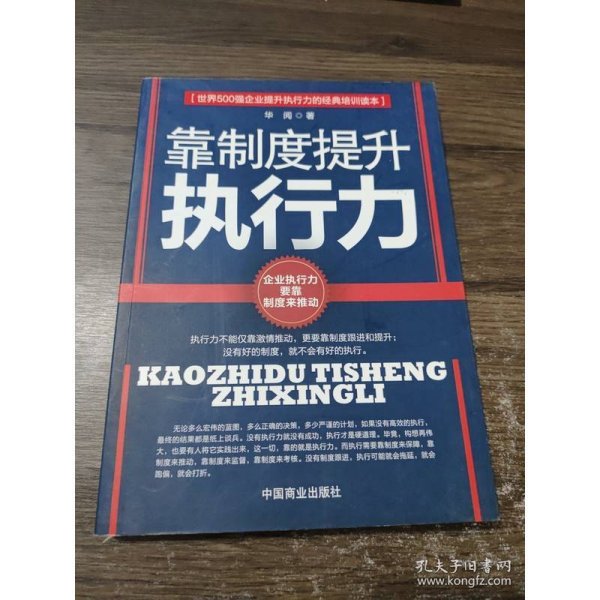 [世界500强企业提升执行力的经典培训读本]
华阅◎著
靠制度提升
执行力
企业执行力
要靠
制度来推动
执行力不能仅靠激情推动，更要靠制度跟进和提升；
没有好的制度，就不会有好的执行。
KAOZHIDU TISHENG
ZHIXINGLI
无论多么宏伟的蓝图，多么正确的决策，多少严谨的计划，如果没有高效的执行，
最终的结果都是纸上谈兵。没有执行力就没有成功，执行才是硬道理。毕竟，构想再伟
大，也要有人将它实践出来，这一切，靠的就是执行力。而执行需要靠制度来保障，靠
制度来推动，靠制度来监督，靠制度来考核。没有制度跟进，执行可能就会拖延，就会
跑偏，就会打折。
中国商业出版社
孔夫子旧书网
www.kongfz.com